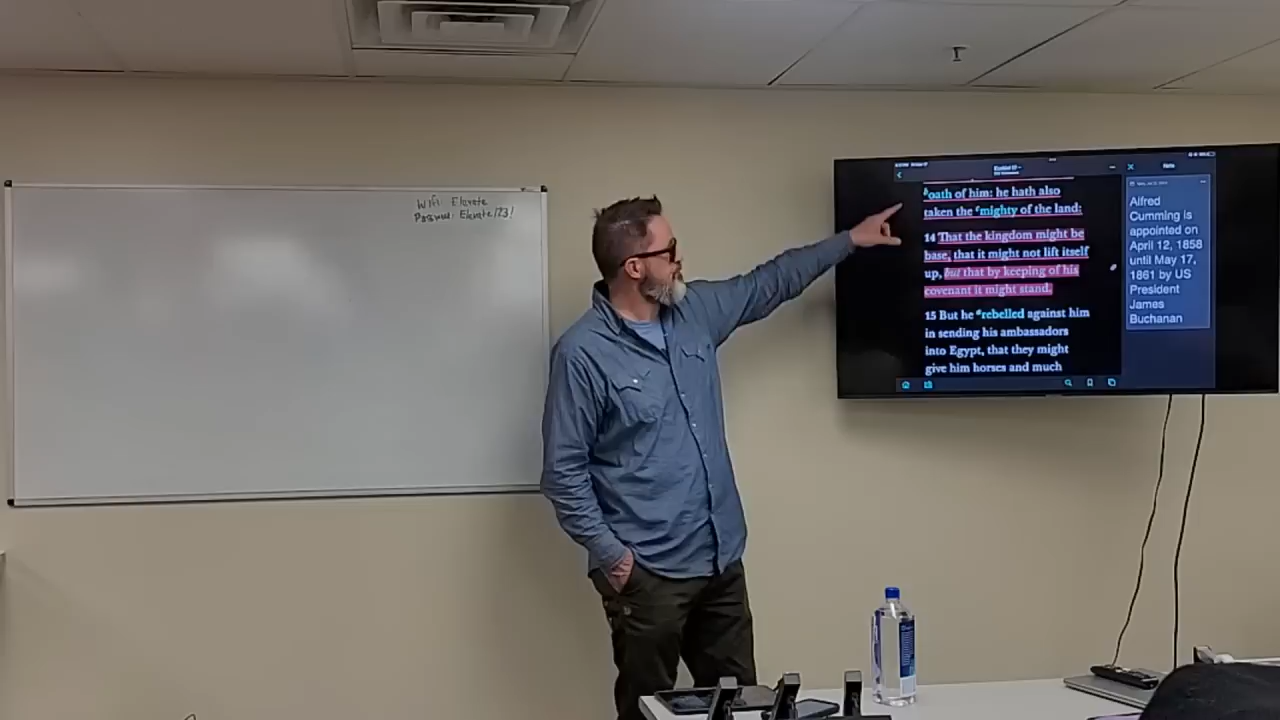 Wifi: Elevate
Password: Elevate123!
oath of him: he hath also
taken the mighty of the land:
14 That the kingdom might be
base, that it might not lift itself
up, but that by keeping of his
covenant it might stand.
15 But he rebelled against him
in sending his ambassadors
into Egypt, that they might
give him horses and much
Alfred
Cumming is
appointed on
April 12, 1858
until May 17,
1861 by US
President
James
Buchanan